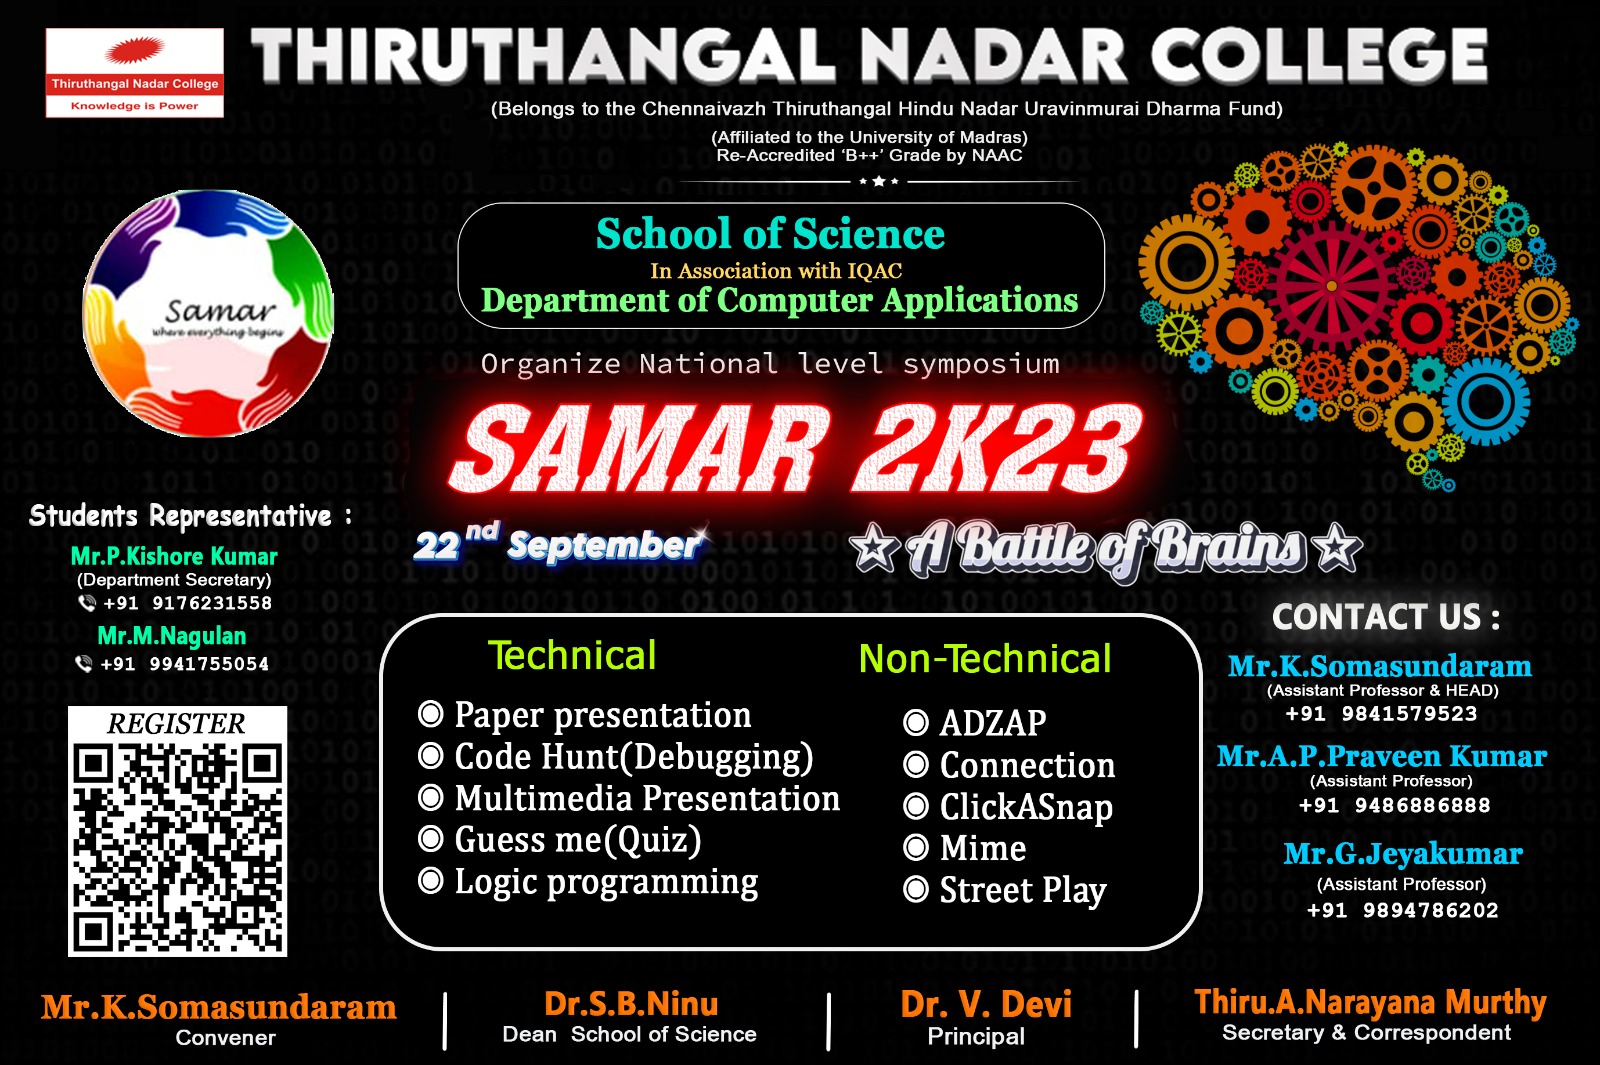 Thiruthangal Nadar College
Knowledge is Power
THIRUTHANGAL NADAR COLLEGE
(Belongs to the Chennaivazh Thiruthangal Hindu Nadar Uravinmurai Dharma Fund)
(Affiliated to the University of Madras)
Re-Accredited ‘B++’ Grade by NAAC
Samar
where everything begins
School of Science
In Association with IQAC
Department of Computer Applications
Organize National level symposium
SAMAR 2K23
22nd September
A Battle of Brains
Students Representative :
Mr.P.Kishore Kumar
(Department Secretary)
+91 9176231558
Mr.M.Nagulan
+91 9941755054
REGISTER
Technical
Paper presentation
Code Hunt(Debugging)
Multimedia Presentation
Guess me(Quiz)
Logic programming
Non-Technical
ADZAP
Connection
ClickASnap
Mime
Street Play
CONTACT US :
Mr.K.Somasundaram
(Assistant Professor & HEAD)
+91 9841579523
Mr.A.P.Praveen Kumar
(Assistant Professor)
+91 9486886888
Mr.G.Jeyakumar
(Assistant Professor)
+91 9894786202
Mr.K.Somasundaram
Convener
Dr.S.B.Ninu
Dean School of Science
Dr. V. Devi
Principal
Thiru.A.Narayana Murthy
Secretary & Correspondent